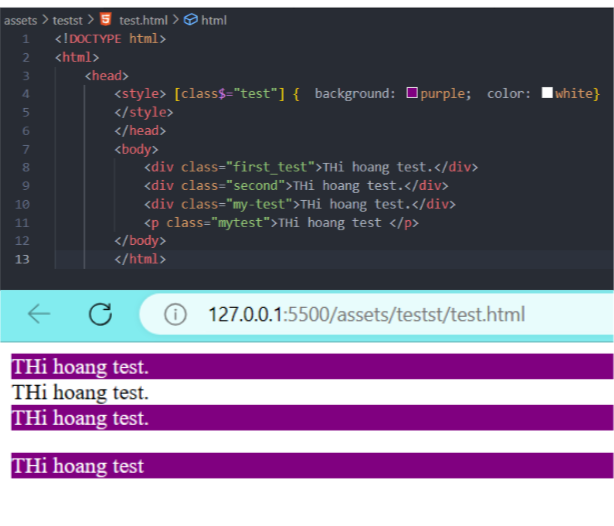 assets > testst > test.html > html
1 <!DOCTYPE html>
2 <html>
3 <head>
4 <style> [class$="test"] { background: purple; color: white}
5 </style>
6 </head>
7 <body>
8 <div class="first_test">THi hoang test.</div>
9 <div class="second">THi hoang test.</div>
10 <div class="my-test">THi hoang test.</div>
11 <p class="mytest">THi hoang test </p>
12 </body>
13 </html>
127.0.0.1:5500/assets/testst/test.html
THi hoang test.
THi hoang test.
THi hoang test.
THi hoang test